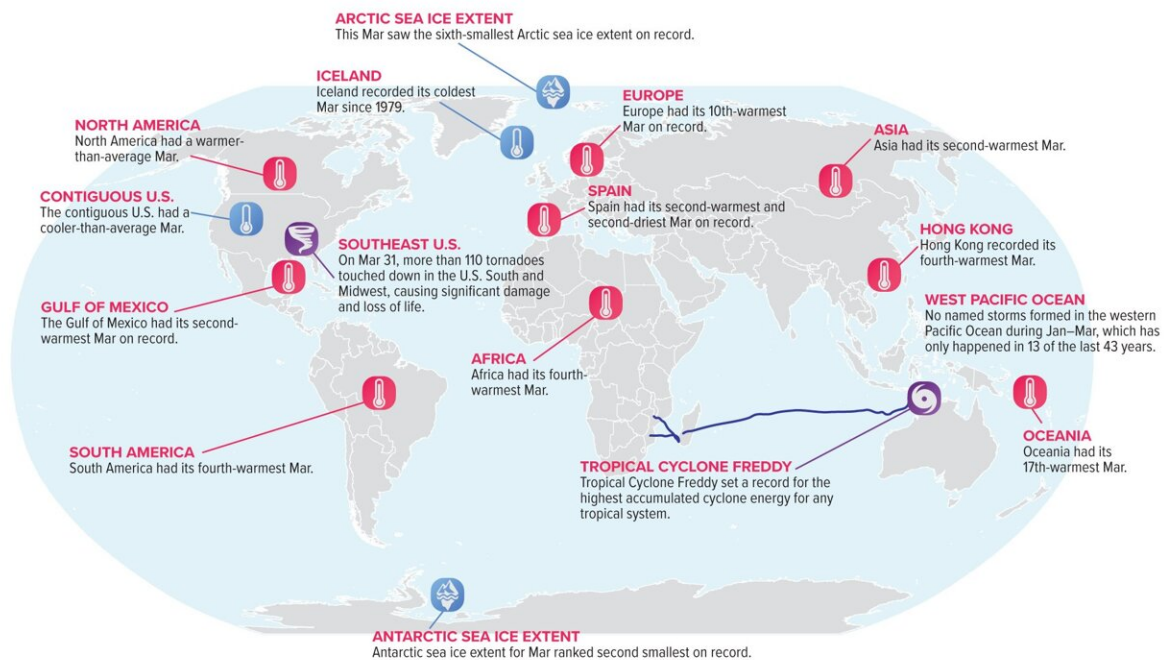 ARCTIC SEA ICE EXTENT
This Mar saw the sixth-smallest Arctic sea ice extent on record.
ICELAND
Iceland recorded its coldest
Mar since 1979.
EUROPE
Europe had its 10th-warmest
Mar on record.
NORTH AMERICA
North America had a warmer-
than-average Mar.
ASIA
Asia had its second-warmest Mar.
CONTIGUOUS U.S.
The contiguous U.S. had a
cooler-than-average Mar.
SPAIN
Spain had its second-warmest and
second-driest Mar on record.
SOUTHEAST U.S.
On Mar 31, more than 110 tornadoes
touched down in the U.S. South and
Midwest, causing significant damage
and loss of life.
HONG KONG
Hong Kong recorded its
fourth-warmest Mar.
GULF OF MEXICO
The Gulf of Mexico had its second-
warmest Mar on record.
WEST PACIFIC OCEAN
No named storms formed in the western
Pacific Ocean during Jan–Mar, which has
only happened in 13 of the last 43 years.
AFRICA
Africa had its fourth-
warmest Mar.
SOUTH AMERICA
South America had its fourth-warmest Mar.
OCEANIA
Oceania had its
17th-warmest Mar.
TROPICAL CYCLONE FREDDY
Tropical Cyclone Freddy set a record for the
highest accumulated cyclone energy for any
tropical system.
ANTARCTIC SEA ICE EXTENT
Antarctic sea ice extent for Mar ranked second smallest on record.